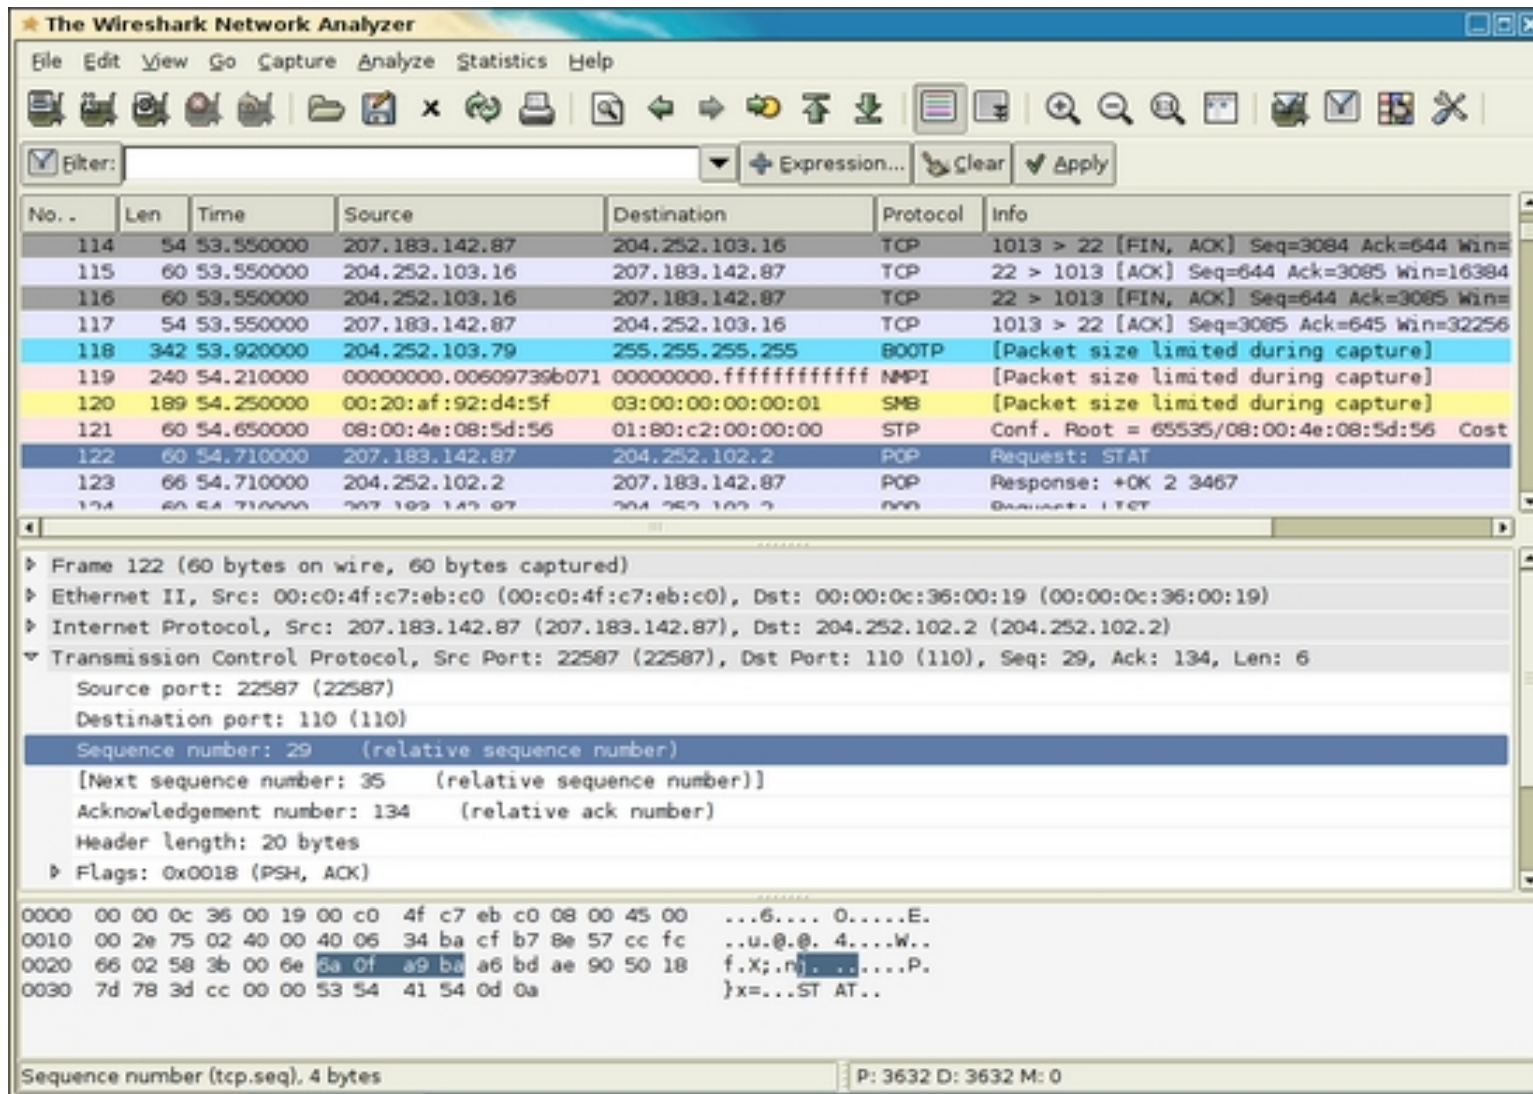 The Wireshark Network Analyzer
File Edit View Go Capture Analyze Statistics Help
Filter: Expression... Clear Apply
No. . Len Time Source Destination Protocol Info
114 54 53.550000 207.183.142.87 204.252.103.16 TCP 1013 > 22 [FIN, ACK] Seq=3084 Ack=644 Win=
115 60 53.550000 204.252.103.16 207.183.142.87 TCP 22 > 1013 [ACK] Seq=644 Ack=3085 Win=16384
116 60 53.550000 204.252.103.16 207.183.142.87 TCP 22 > 1013 [FIN, ACK] Seq=644 Ack=3085 Win=
117 54 53.550000 207.183.142.87 204.252.103.16 TCP 1013 > 22 [ACK] Seq=3085 Ack=645 Win=32256
118 342 53.920000 204.252.103.79 255.255.255.255 BOOTP [Packet size limited during capture]
119 240 54.210000 00000000.00609739b071 00000000.ffffffffffff NMPI [Packet size limited during capture]
120 189 54.250000 00:20:af:92:d4:5f 03:00:00:00:00:01 SMB [Packet size limited during capture]
121 60 54.650000 08:00:4e:08:5d:56 01:80:c2:00:00:00 STP Conf. Root = 65535/08:00:4e:08:5d:56 Cost
122 60 54.710000 207.183.142.87 204.252.102.2 POP Request: STAT
123 66 54.710000 204.252.102.2 207.183.142.87 POP Response: +OK 2 3467
124 60 54.710000 207.183.142.87 204.252.102.2 POP Request: LIST
Frame 122 (60 bytes on wire, 60 bytes captured)
Ethernet II, Src: 00:c0:4f:c7:eb:c0 (00:c0:4f:c7:eb:c0), Dst: 00:00:0c:36:00:19 (00:00:0c:36:00:19)
Internet Protocol, Src: 207.183.142.87 (207.183.142.87), Dst: 204.252.102.2 (204.252.102.2)
Transmission Control Protocol, Src Port: 22587 (22587), Dst Port: 110 (110), Seq: 29, Ack: 134, Len: 6
Source port: 22587 (22587)
Destination port: 110 (110)
Sequence number: 29 (relative sequence number)
[Next sequence number: 35 (relative sequence number)]
Acknowledgement number: 134 (relative ack number)
Header length: 20 bytes
Flags: 0x0018 (PSH, ACK)
0000 00 00 0c 36 00 19 00 c0 4f c7 eb c0 08 00 45 00 ...6.... O.....E.
0010 00 2e 75 02 40 00 40 06 34 ba cf b7 8e 57 cc fc ..u.@.@. 4....W..
0020 66 02 58 3b 00 6e 6a 0f a9 ba a6 bd ae 90 50 18 f.X;.nj. ......P.
0030 7d 78 3d cc 00 00 53 54 41 54 0d 0a }x=...ST AT..
Sequence number (tcp.seq), 4 bytes P: 3632 D: 3632 M: 0